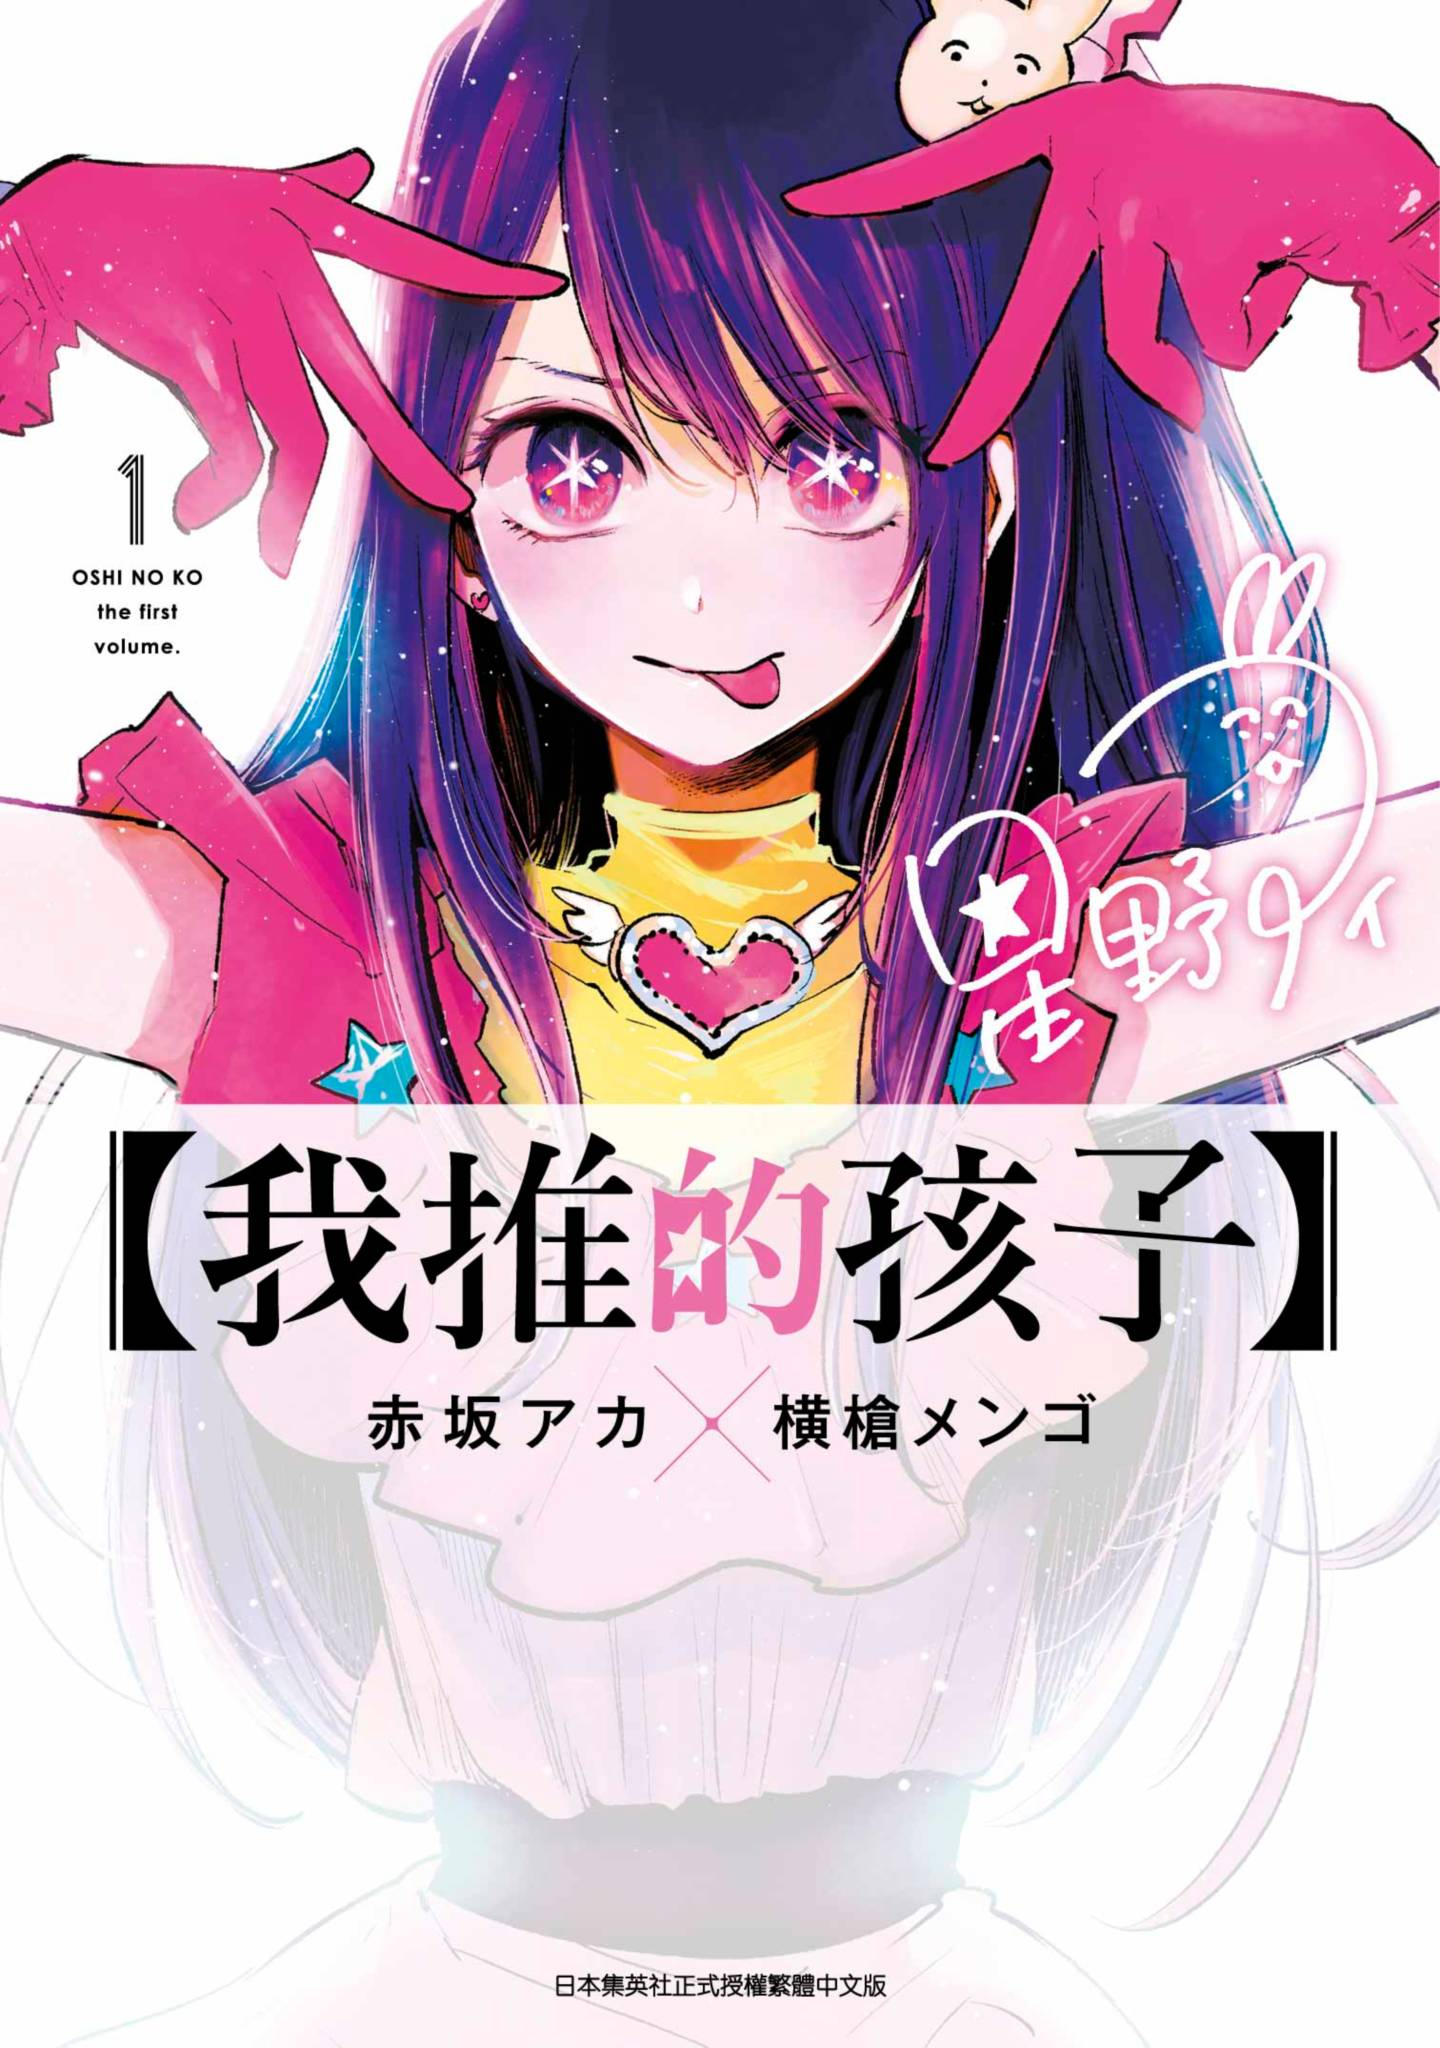 1
OSHI NO KO
the first
volume.
星野アイ
【我推的孩子】
赤坂アカ×横槍メンゴ
日本集英社正式授權繁體中文版